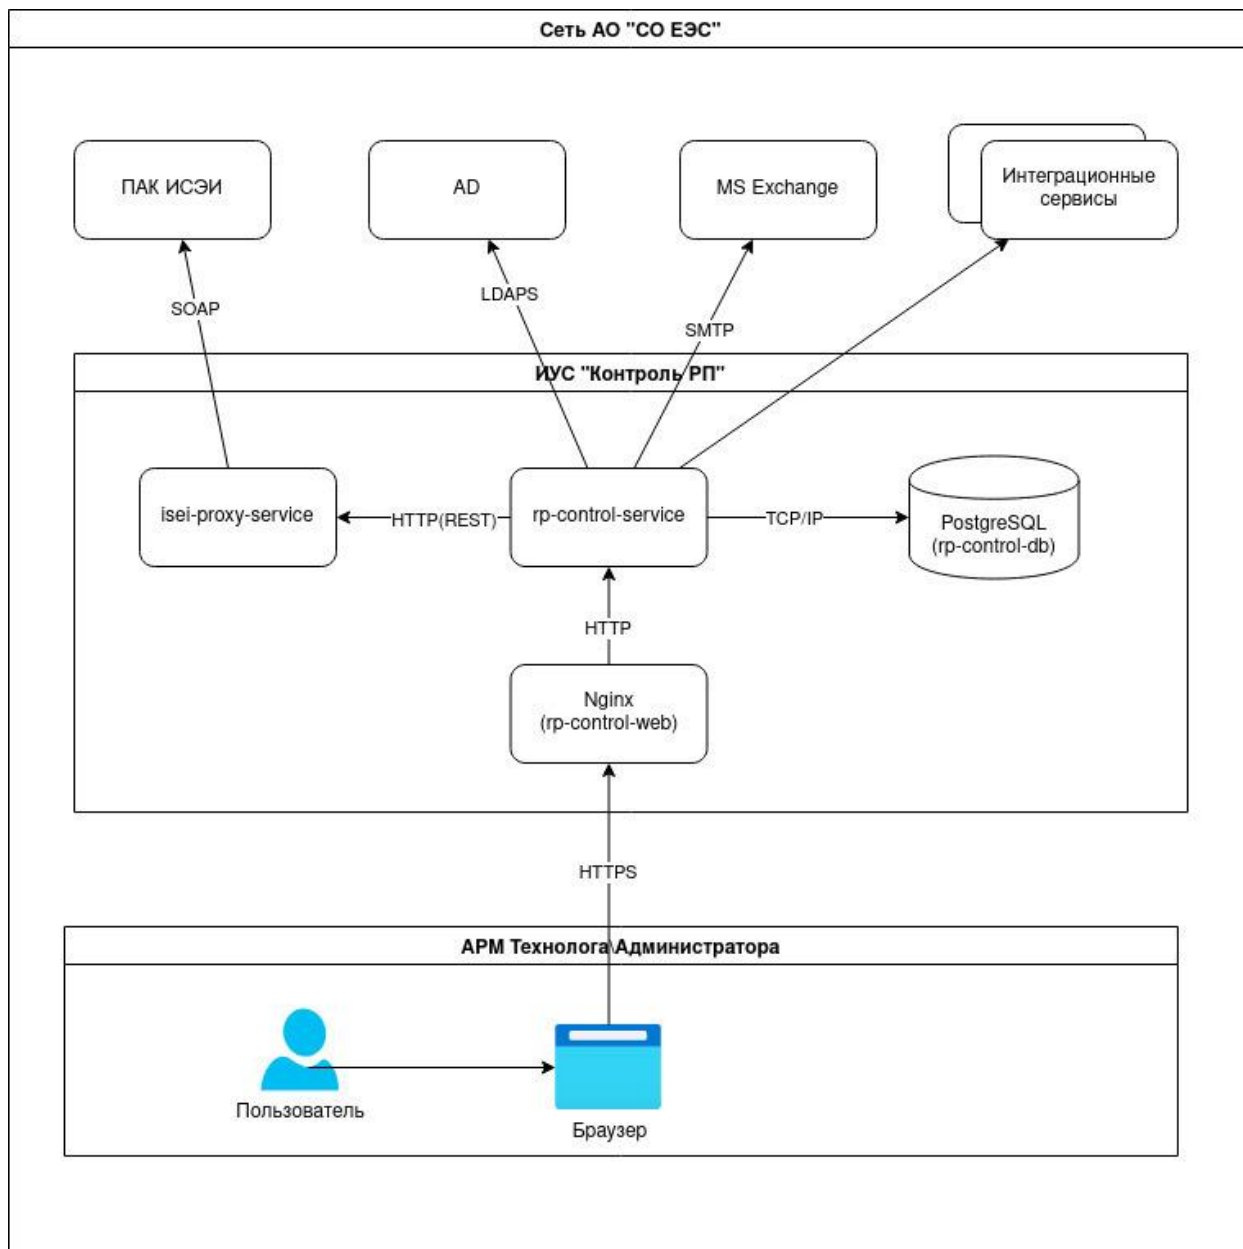 Сеть АО "СО ЕЭС"
ПАК ИСЭИ
AD
MS Exchange
Интеграционные
сервисы
SOAP
LDAPS
SMTP
ИУС "Контроль РП"
isei-proxy-service
HTTP(REST)
rp-control-service
TCP/IP
PostgreSQL
(rp-control-db)
HTTP
Nginx
(rp-control-web)
HTTPS
АРМ Технолога\Администратора
Пользователь
Браузер